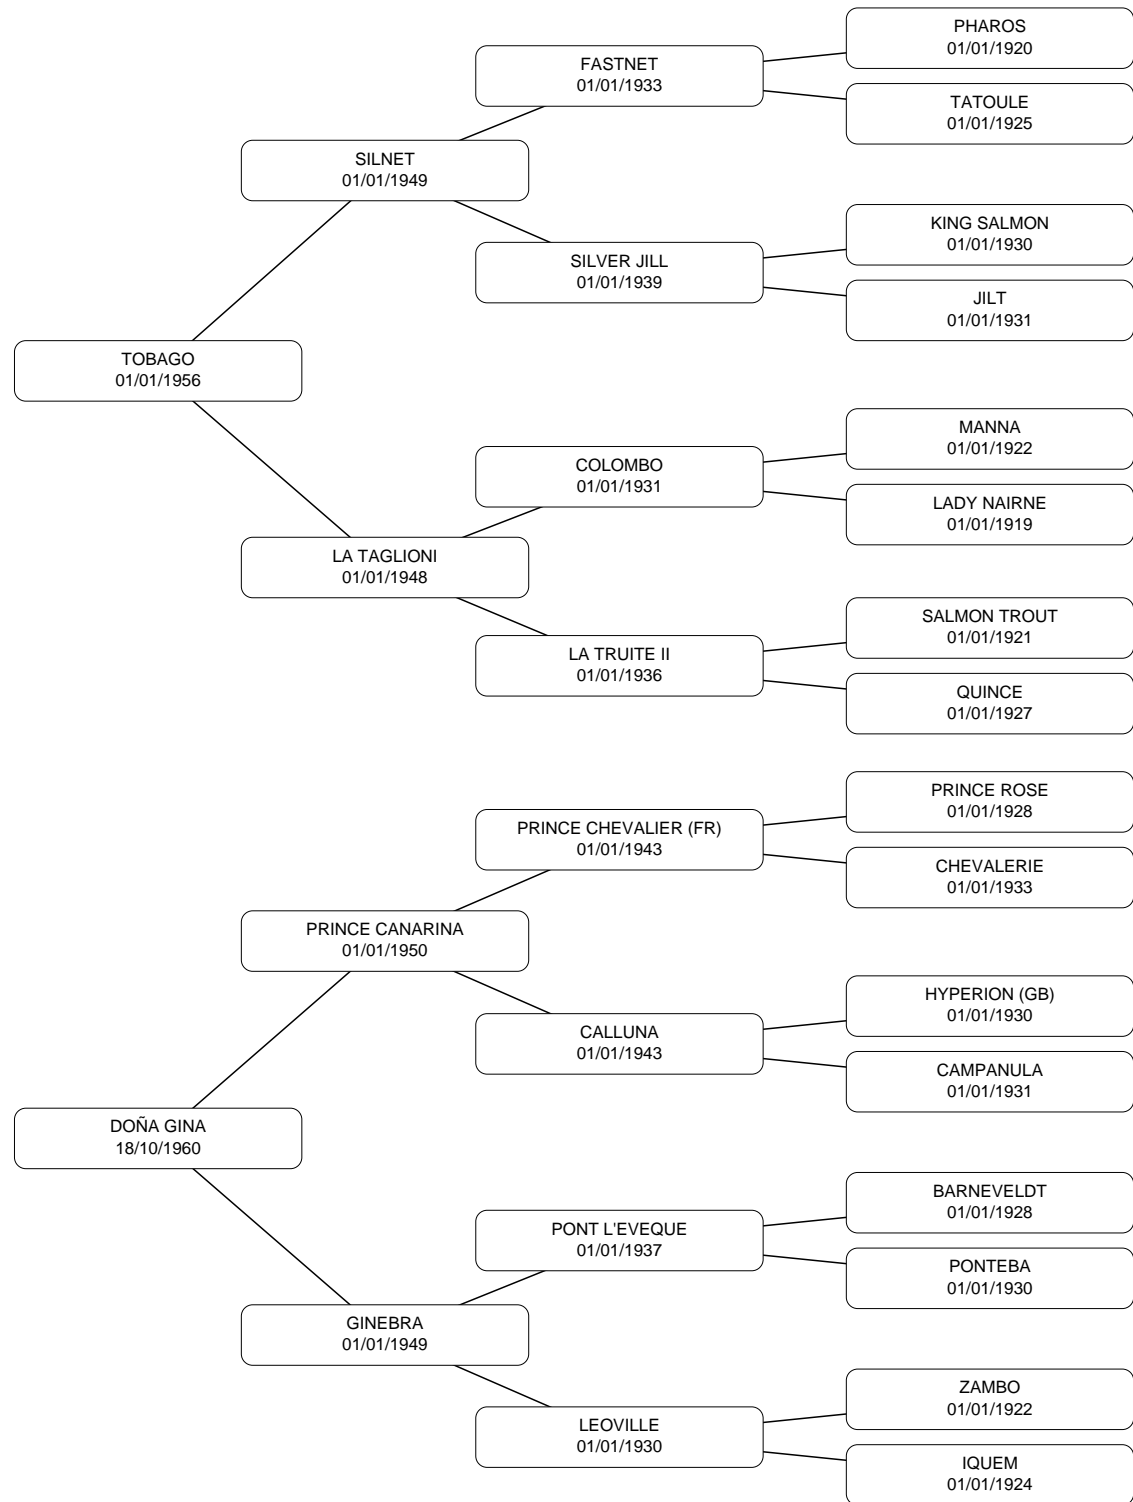 PHAROS
01/01/1920
FASTNET
01/01/1933
TATOULE
01/01/1925
SILNET
01/01/1949
KING SALMON
01/01/1930
SILVER JILL
01/01/1939
JILT
01/01/1931
TOBAGO
01/01/1956
MANNA
01/01/1922
COLOMBO
01/01/1931
LADY NAIRNE
01/01/1919
LA TAGLIONI
01/01/1948
SALMON TROUT
01/01/1921
LA TRUITE II
01/01/1936
QUINCE
01/01/1927
PRINCE ROSE
01/01/1928
PRINCE CHEVALIER (FR)
01/01/1943
CHEVALERIE
01/01/1933
PRINCE CANARINA
01/01/1950
HYPERION (GB)
01/01/1930
CALLUNA
01/01/1943
CAMPANULA
01/01/1931
DOÑA GINA
18/10/1960
BARNEVELDT
01/01/1928
PONT L'EVEQUE
01/01/1937
PONTEBA
01/01/1930
GINEBRA
01/01/1949
ZAMBO
01/01/1922
LEOVILLE
01/01/1930
IQUEM
01/01/1924